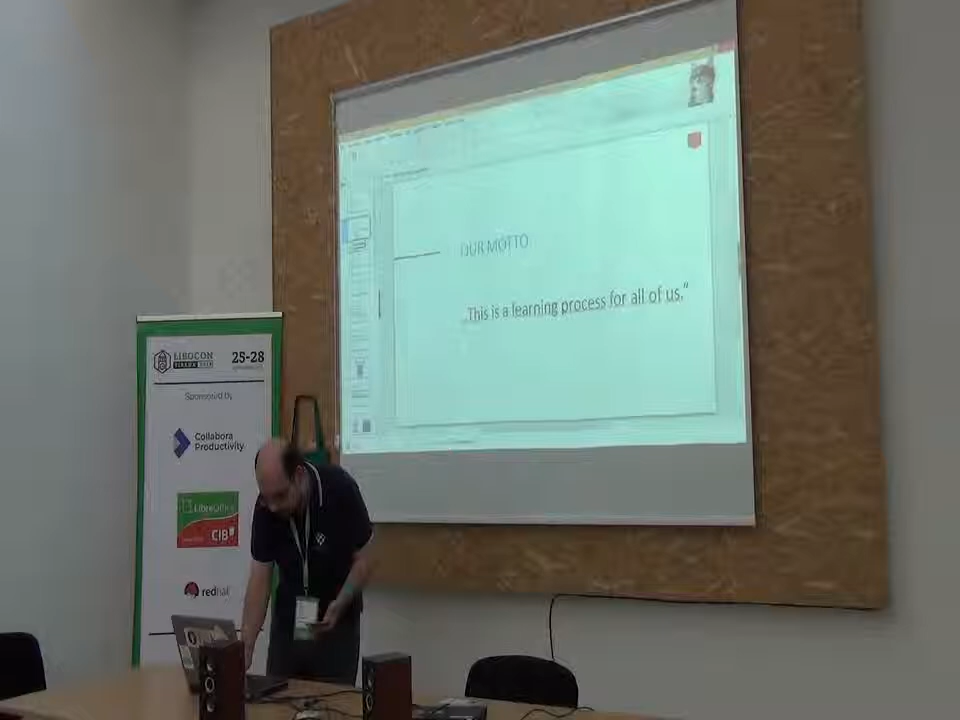 OUR MOTTO
„This is a learning process for all of us.“
LIBOCON
25-28
Sponsored by
Collabora
Productivity
LibreOffice
CIB
redhat